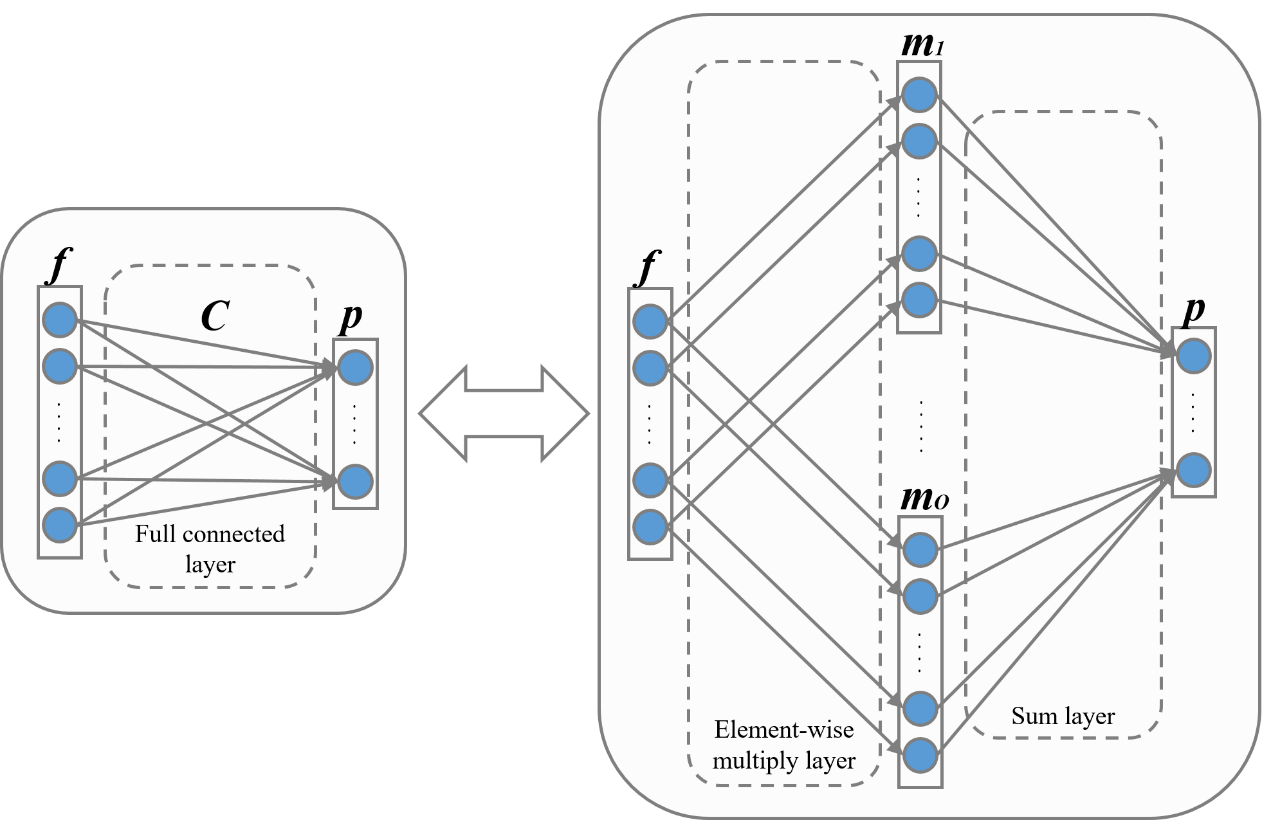 f
C
p
Full connected
layer
m1
f
p
mo
Element-wise
multiply layer
Sum layer